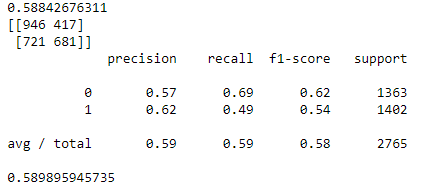 0.58842676311
[[946 417]
 [721 681]]
             precision    recall  f1-score   support

          0       0.57      0.69      0.62      1363
          1       0.62      0.49      0.54      1402

avg / total       0.59      0.59      0.58      2765

0.589895945735